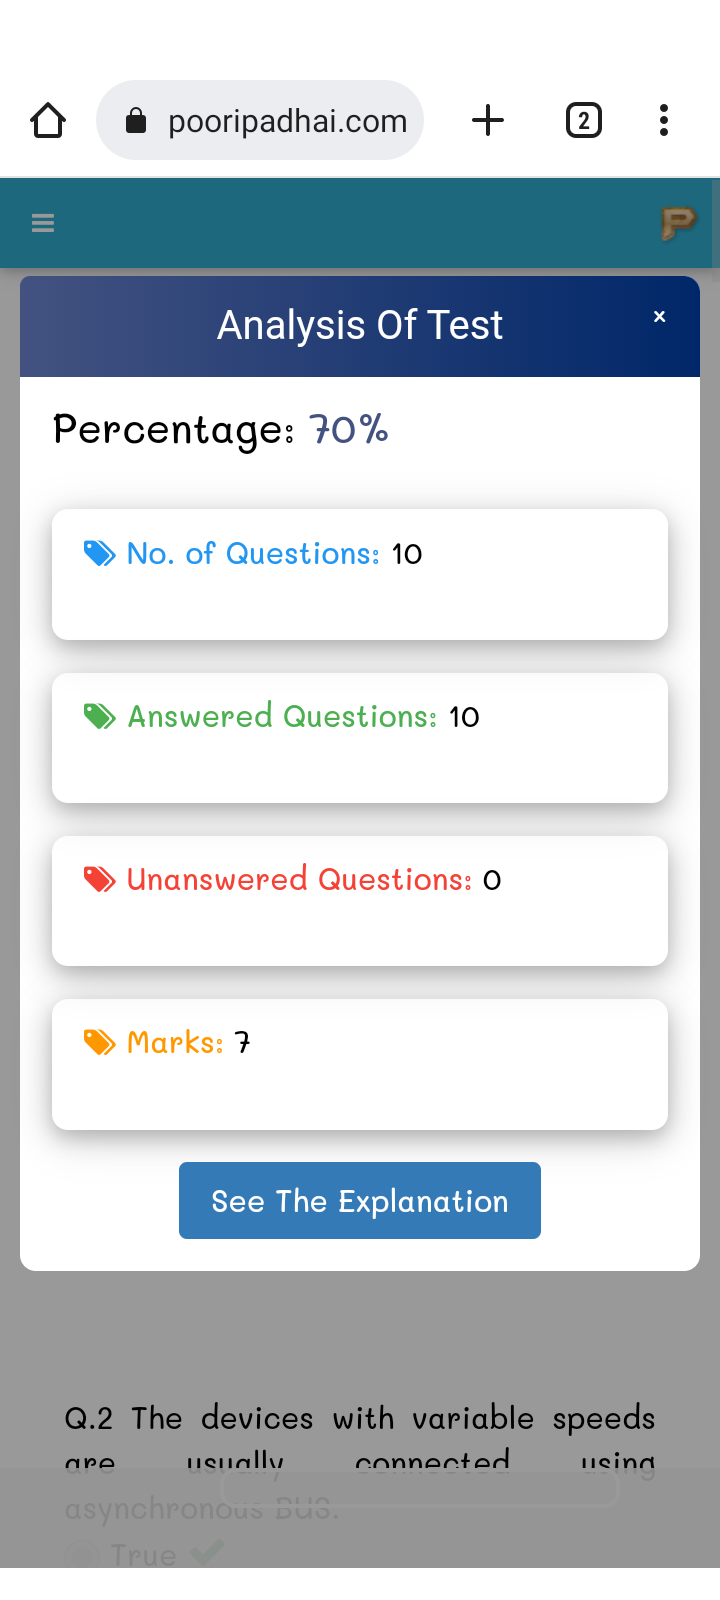 pooripadhai.com
2
P
Analysis Of Test
×
Percentage: 70%
No. of Questions: 10
Answered Questions: 10
Unanswered Questions: 0
Marks: 7
See The Explanation
Q.2 The devices with variable speeds
are usually connected using
asynchronous BUS.
True